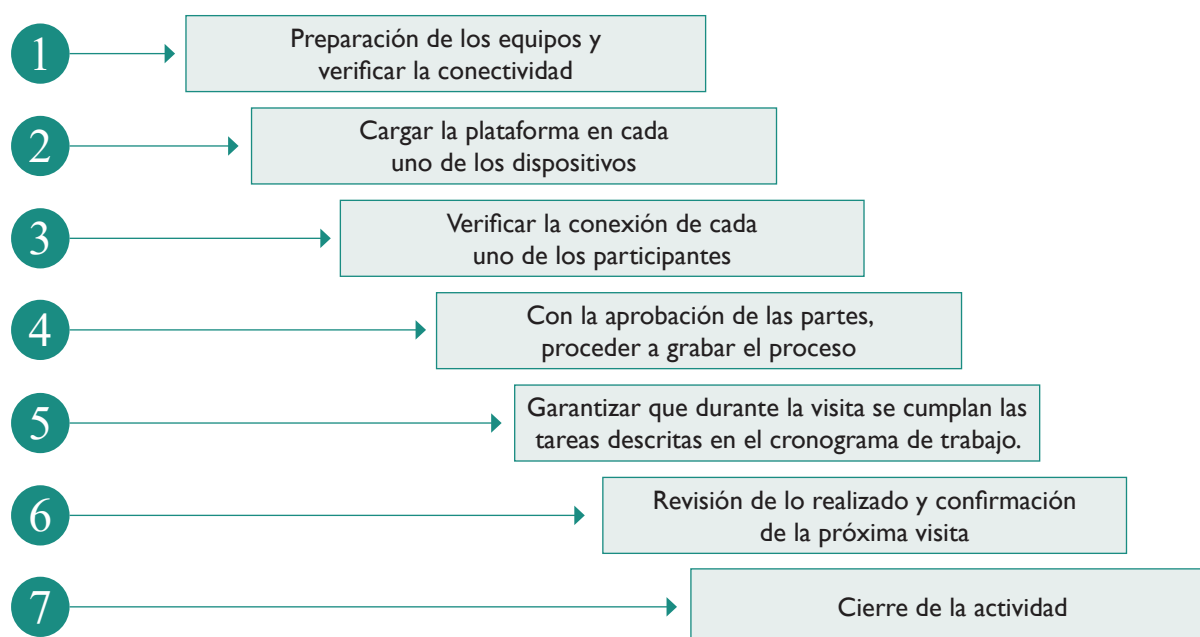 1
Preparación de los equipos y
verificar la conectividad
2
Cargar la plataforma en cada
uno de los dispositivos
3
Verificar la conexión de cada
uno de los participantes
4
Con la aprobación de las partes,
proceder a grabar el proceso
5
Garantizar que durante la visita se cumplan las
tareas descritas en el cronograma de trabajo.
6
Revisión de lo realizado y confirmación
de la próxima visita
7
Cierre de la actividad